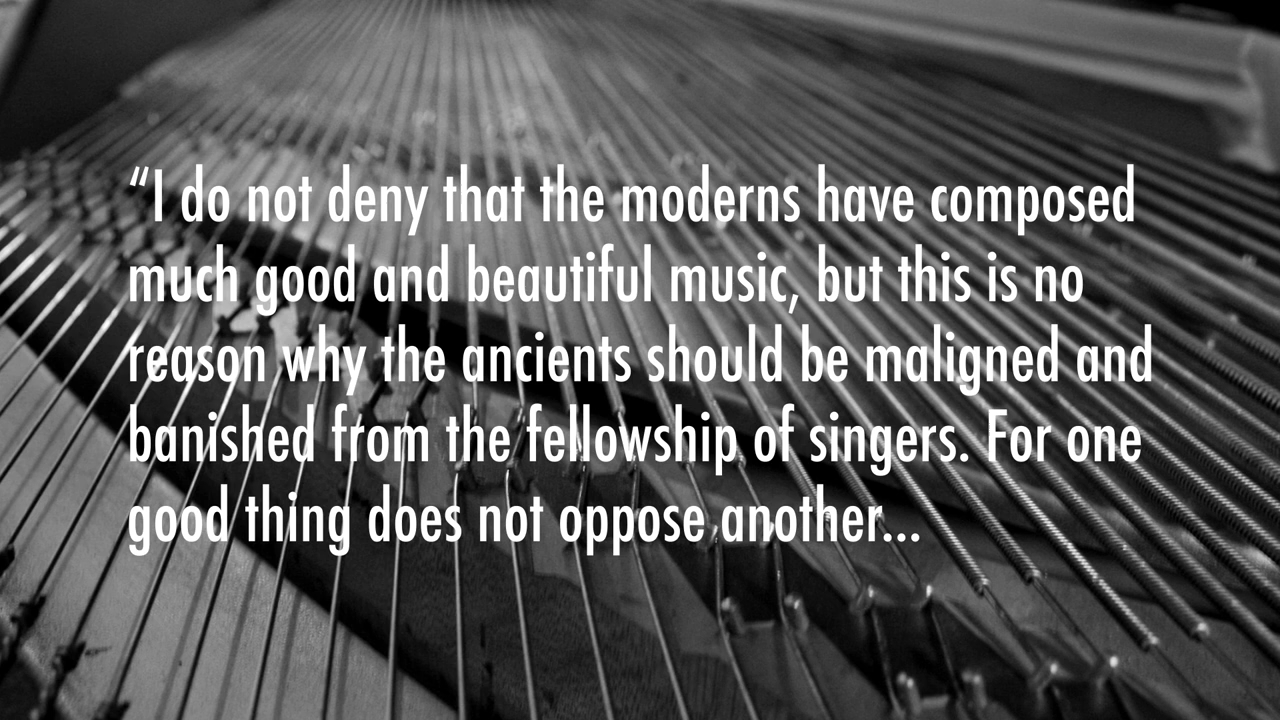 “I do not deny that the moderns have composed
much good and beautiful music, but this is no
reason why the ancients should be maligned and
banished from the fellowship of singers. For one
good thing does not oppose another...